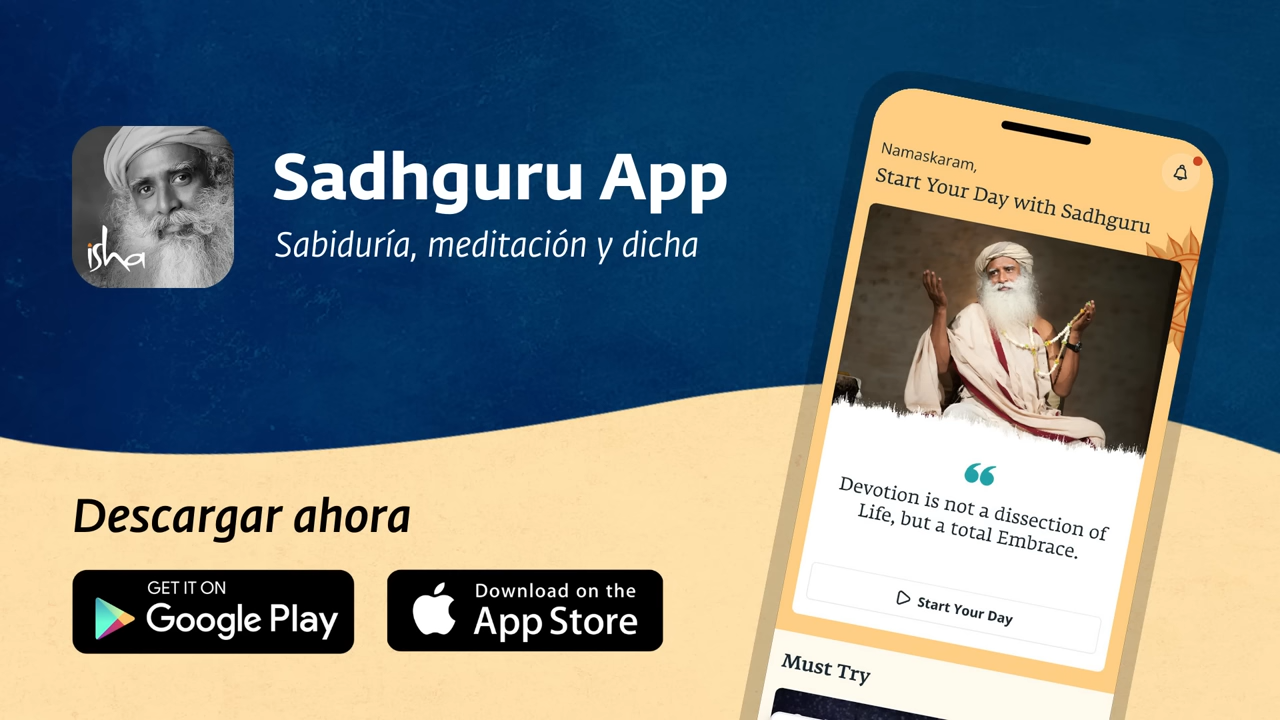 isha
Sadhguru App
Sabiduría, meditación y dicha
Descargar ahora
GET IT ON
Google Play
Download on the
App Store
Namaskaram,
Start Your Day with Sadhguru
“
Devotion is not a dissection of
Life, but a total Embrace.
Start Your Day
Must Try